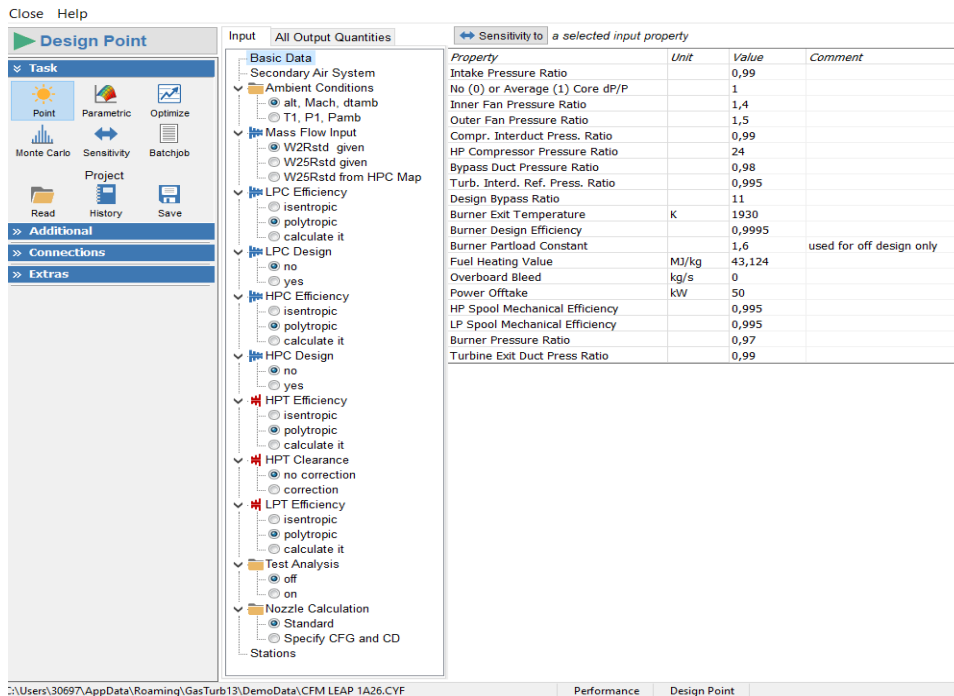 Close Help
Design Point
Task
Point Parametric Optimize
Monte Carlo Sensitivity Batchjob
Project
Read History Save
Additional
Connections
Extras
Input All Output Quantities
Basic Data
Secondary Air System
Ambient Conditions
alt, Mach, dtamb
T1, P1, Pamb
Mass Flow Input
W2Rstd given
W25Rstd given
W25Rstd from HPC Map
LPC Efficiency
isentropic
polytropic
calculate it
LPC Design
no
yes
HPC Efficiency
isentropic
polytropic
calculate it
HPC Design
no
yes
HPT Efficiency
isentropic
polytropic
calculate it
HPT Clearance
no correction
correction
LPT Efficiency
isentropic
polytropic
calculate it
Test Analysis
off
on
Nozzle Calculation
Standard
Specify CFG and CD
Stations
Sensitivity to a selected input property
Property Unit Value Comment
Intake Pressure Ratio 0,99
No (0) or Average (1) Core dP/P 1
Inner Fan Pressure Ratio 1,4
Outer Fan Pressure Ratio 1,5
Compr. Interduct Press. Ratio 0,99
HP Compressor Pressure Ratio 24
Bypass Duct Pressure Ratio 0,98
Turb. Interd. Ref. Press. Ratio 0,995
Design Bypass Ratio 11
Burner Exit Temperature K 1930
Burner Design Efficiency 0,9995
Burner Partload Constant 1,6 used for off design only
Fuel Heating Value MJ/kg 43,124
Overboard Bleed kg/s 0
Power Offtake kW 50
HP Spool Mechanical Efficiency 0,995
LP Spool Mechanical Efficiency 0,995
Burner Pressure Ratio 0,97
Turbine Exit Duct Press Ratio 0,99
C:\Users\30697\AppData\Roaming\GasTurb13\DemoData\CFM LEAP 1A26.CYF Performance Design Point